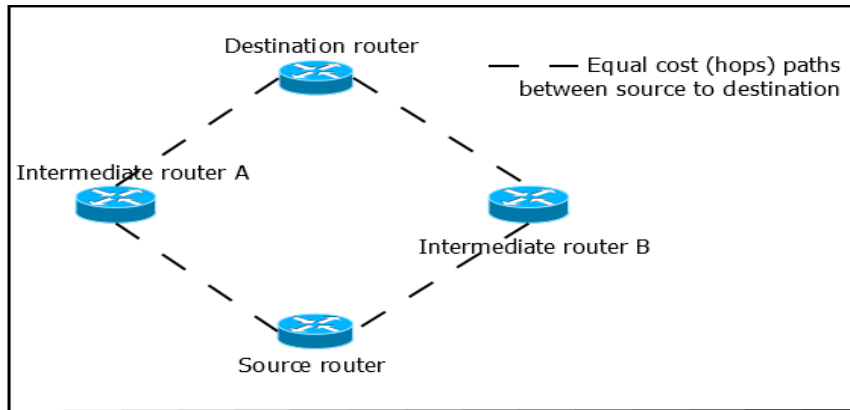 Destination router
— — Equal cost (hops) paths
between source to destination
Intermediate router A
Intermediate router B
Source router